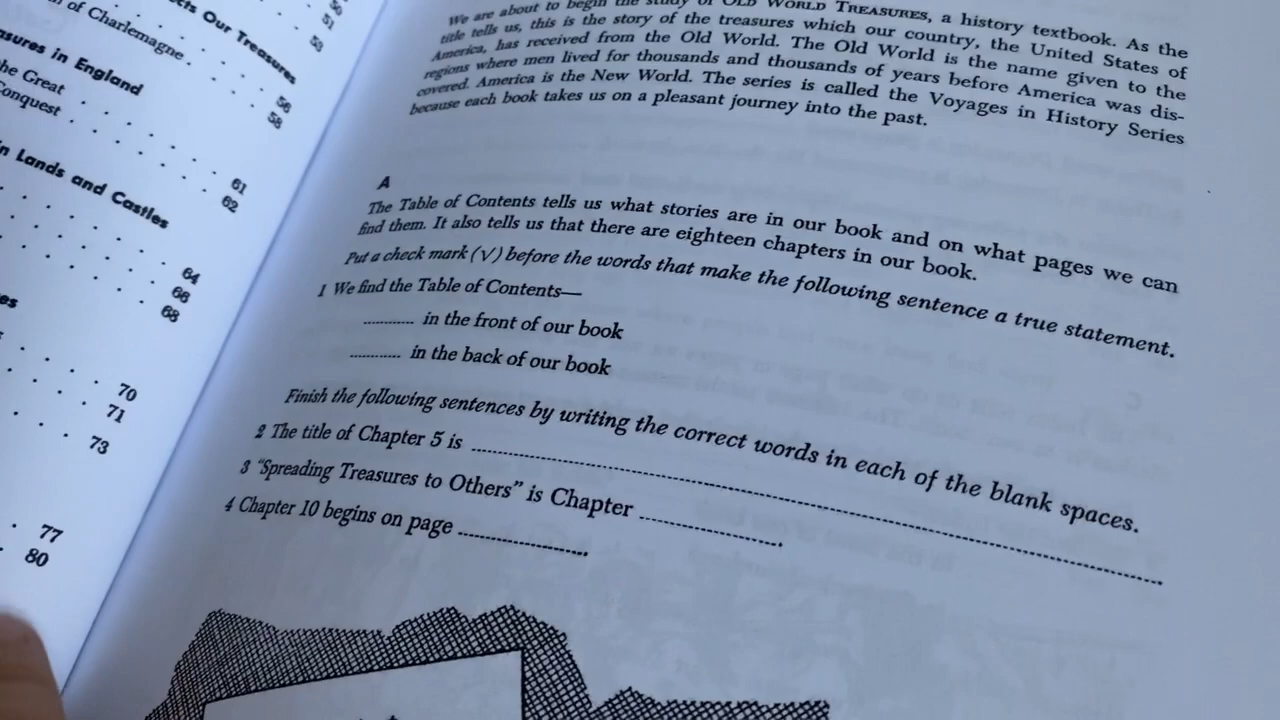 cts Our Treasures
of Charlemagne . . . . 51
53
56
58
asures in England
he Great . . . . . . 61
Conquest . . . . . . 62
in Lands and Castles
64
66
68
70
71
73
77
80
We are about to begin the study of OLD WORLD TREASURES, a history textbook. As the
title tells us, this is the story of the treasures which our country, the United States of
America, has received from the Old World. The Old World is the name given to the
regions where men lived for thousands and thousands of years before America was dis-
covered. America is the New World. The series is called the Voyages in History Series
because each book takes us on a pleasant journey into the past.
A
The Table of Contents tells us what stories are in our book and on what pages we can
find them. It also tells us that there are eighteen chapters in our book.
Put a check mark (√) before the words that make the following sentence a true statement.
1 We find the Table of Contents—
............ in the front of our book
............ in the back of our book
Finish the following sentences by writing the correct words in each of the blank spaces.
2 The title of Chapter 5 is ............
3 "Spreading Treasures to Others" is Chapter ............
4 Chapter 10 begins on page ............